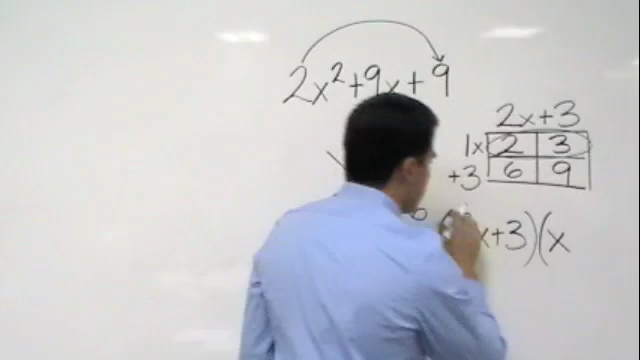 2x²+9x+9
2x+3
1x 2 3
+3 6 9
x+3)(x